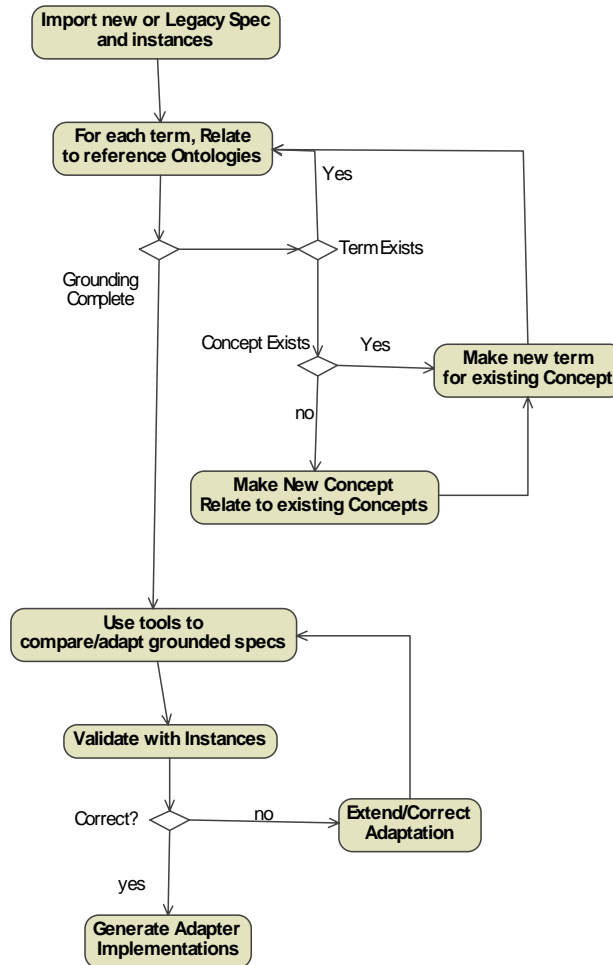 Import new or Legacy Spec
and instances
For each term, Relate
to reference Ontologies
Yes
Term Exists
Grounding
Complete
Concept Exists
Yes
Make new term
for existing Concept
no
Make New Concept
Relate to existing Concepts
Use tools to
compare/adapt grounded specs
Validate with Instances
Correct?
no
Extend/Correct
Adaptation
yes
Generate Adapter
Implementations